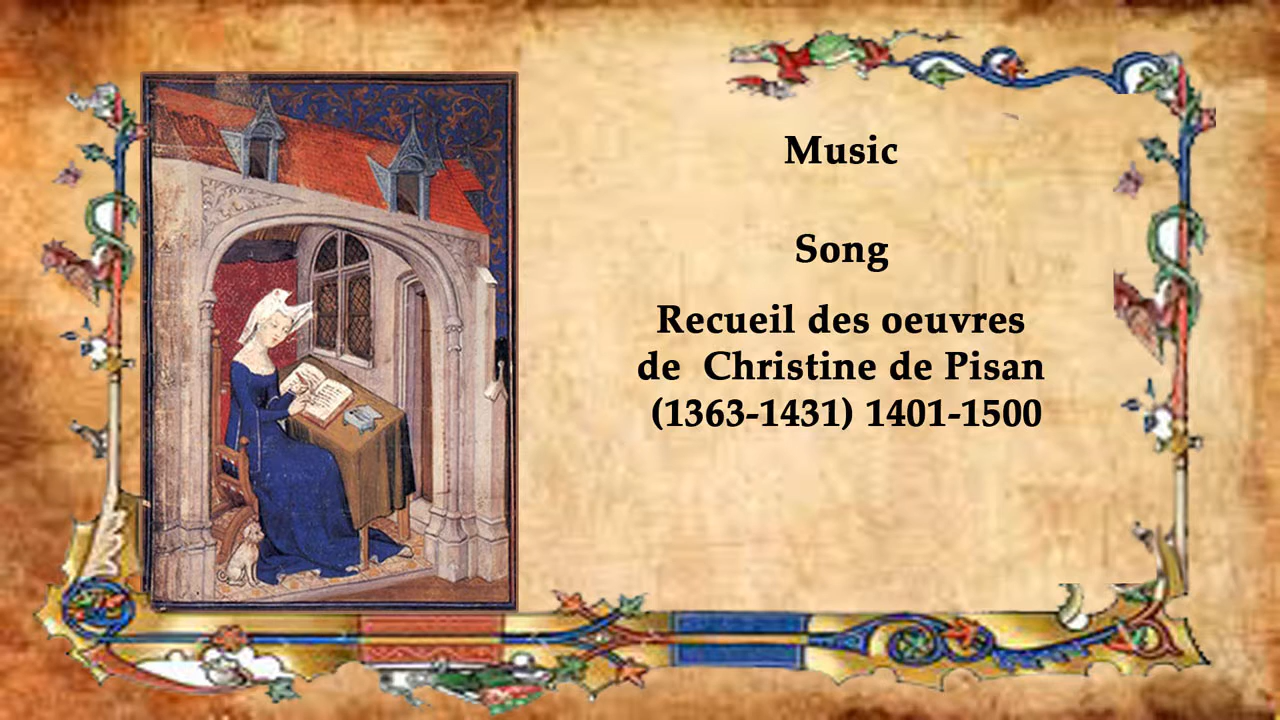 Music
Song
Recueil des oeuvres
de Christine de Pisan
(1363-1431) 1401-1500